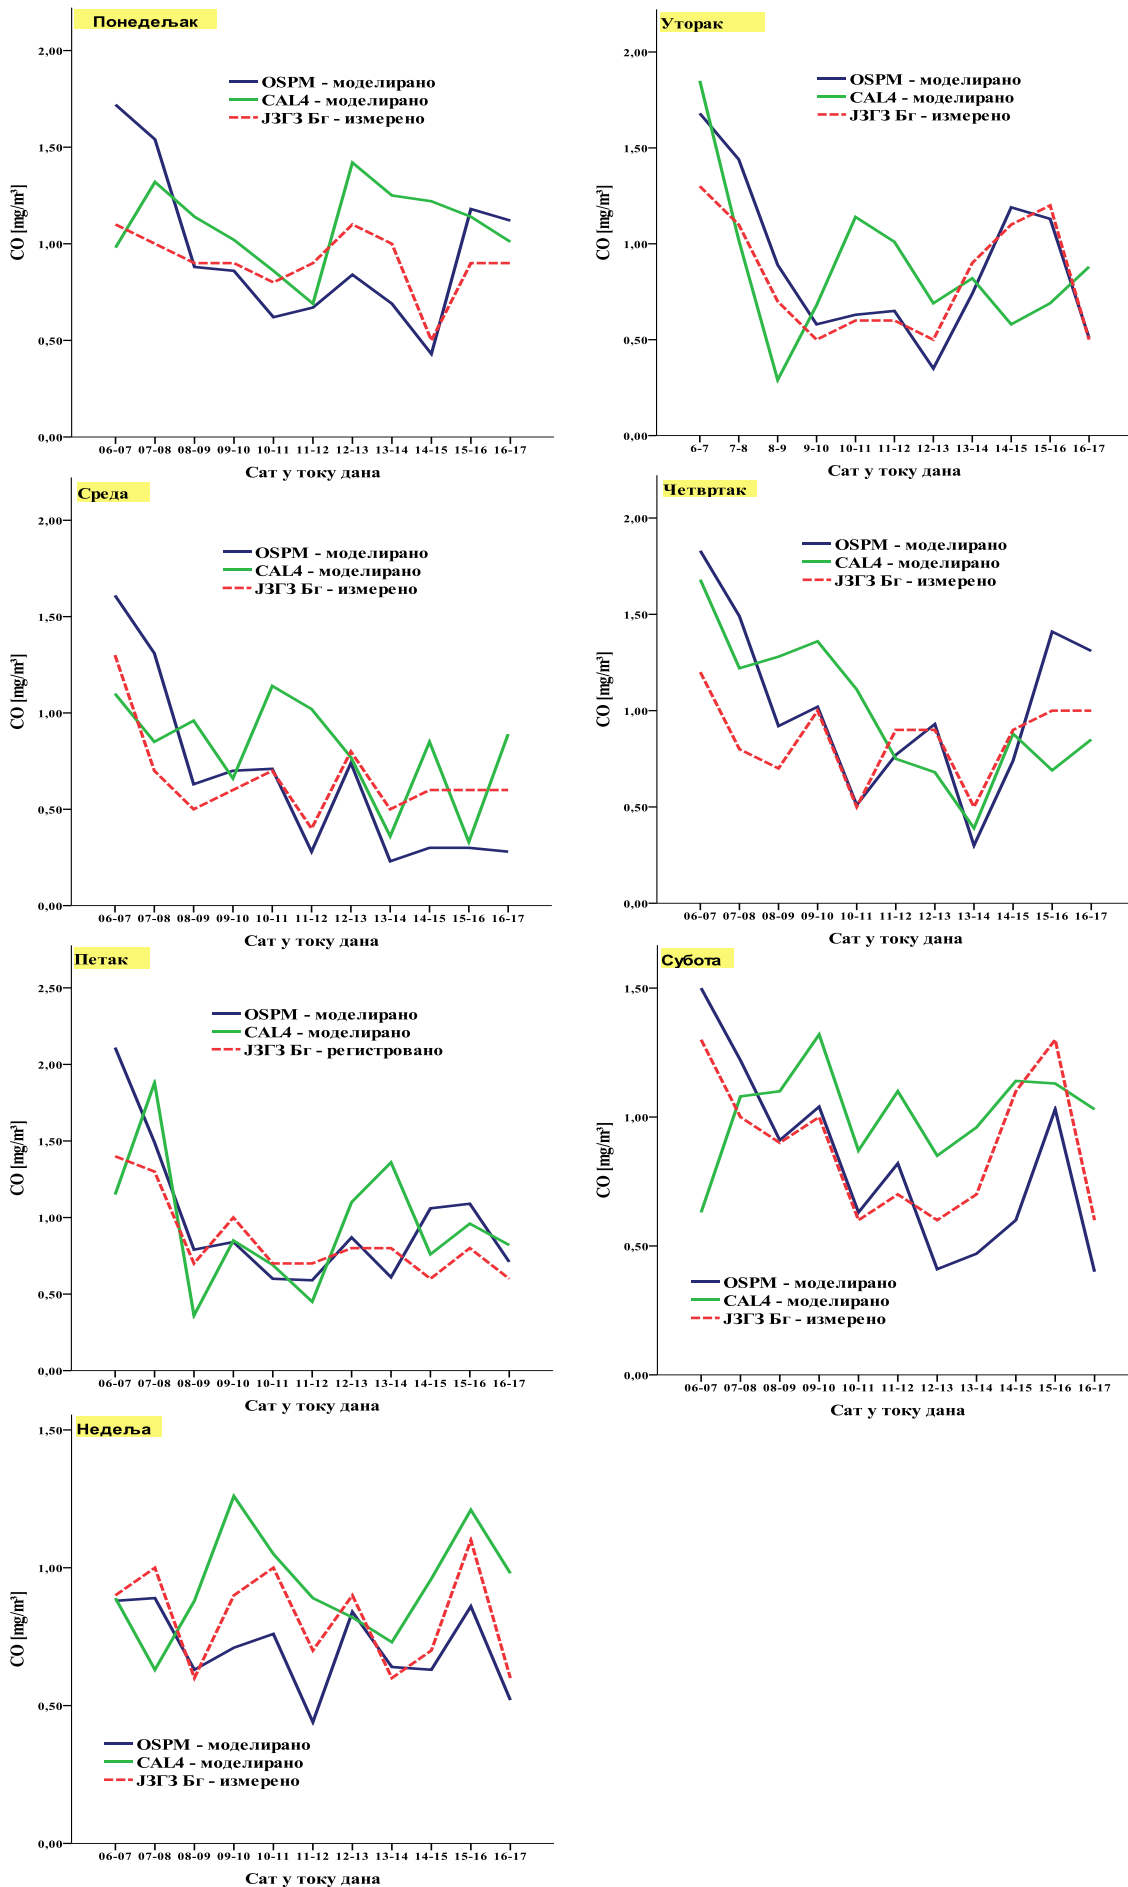 Понедељак
2,00
1,50
1,00
0,50
0,00
CO [mg/m³]
OSPM - моделирано
CAL4 - моделирано
ЈЗГЗ Бг - измерено
06-07 07-08 08-09 09-10 10-11 11-12 12-13 13-14 14-15 15-16 16-17
Сат у току дана
Уторак
2,00
1,50
1,00
0,50
0,00
CO [mg/m³]
OSPM - моделирано
CAL4 - моделирано
ЈЗГЗ Бг - измерено
6-7 7-8 8-9 9-10 10-11 11-12 12-13 13-14 14-15 15-16 16-17
Сат у току дана
Среда
2,00
1,50
1,00
0,50
0,00
CO [mg/m³]
OSPM - моделирано
CAL4 - моделирано
ЈЗГЗ Бг - измерено
06-07 07-08 08-09 09-10 10-11 11-12 12-13 13-14 14-15 15-16 16-17
Сат у току дана
Четвртак
2,00
1,50
1,00
0,50
0,00
CO [mg/m³]
OSPM - моделирано
CAL4 - моделирано
ЈЗГЗ Бг - измерено
06-07 07-08 08-09 09-10 10-11 11-12 12-13 13-14 14-15 15-16 16-17
Сат у току дана
Петак
2,50
2,00
1,50
1,00
0,50
0,00
CO [mg/m³]
OSPM - моделирано
CAL4 - моделирано
ЈЗГЗ Бг - регистровано
06-07 07-08 08-09 09-10 10-11 11-12 12-13 13-14 14-15 15-16 16-17
Сат у току дана
Субота
1,50
1,00
0,50
0,00
CO [mg/m³]
OSPM - моделирано
CAL4 - моделирано
ЈЗГЗ Бг - измерено
06-07 07-08 08-09 09-10 10-11 11-12 12-13 13-14 14-15 15-16 16-17
Сат у току дана
Недеља
1,50
1,00
0,50
0,00
CO [mg/m³]
OSPM - моделирано
CAL4 - моделирано
ЈЗГЗ Бг - измерено
06-07 07-08 08-09 09-10 10-11 11-12 12-13 13-14 14-15 15-16 16-17
Сат у току дана